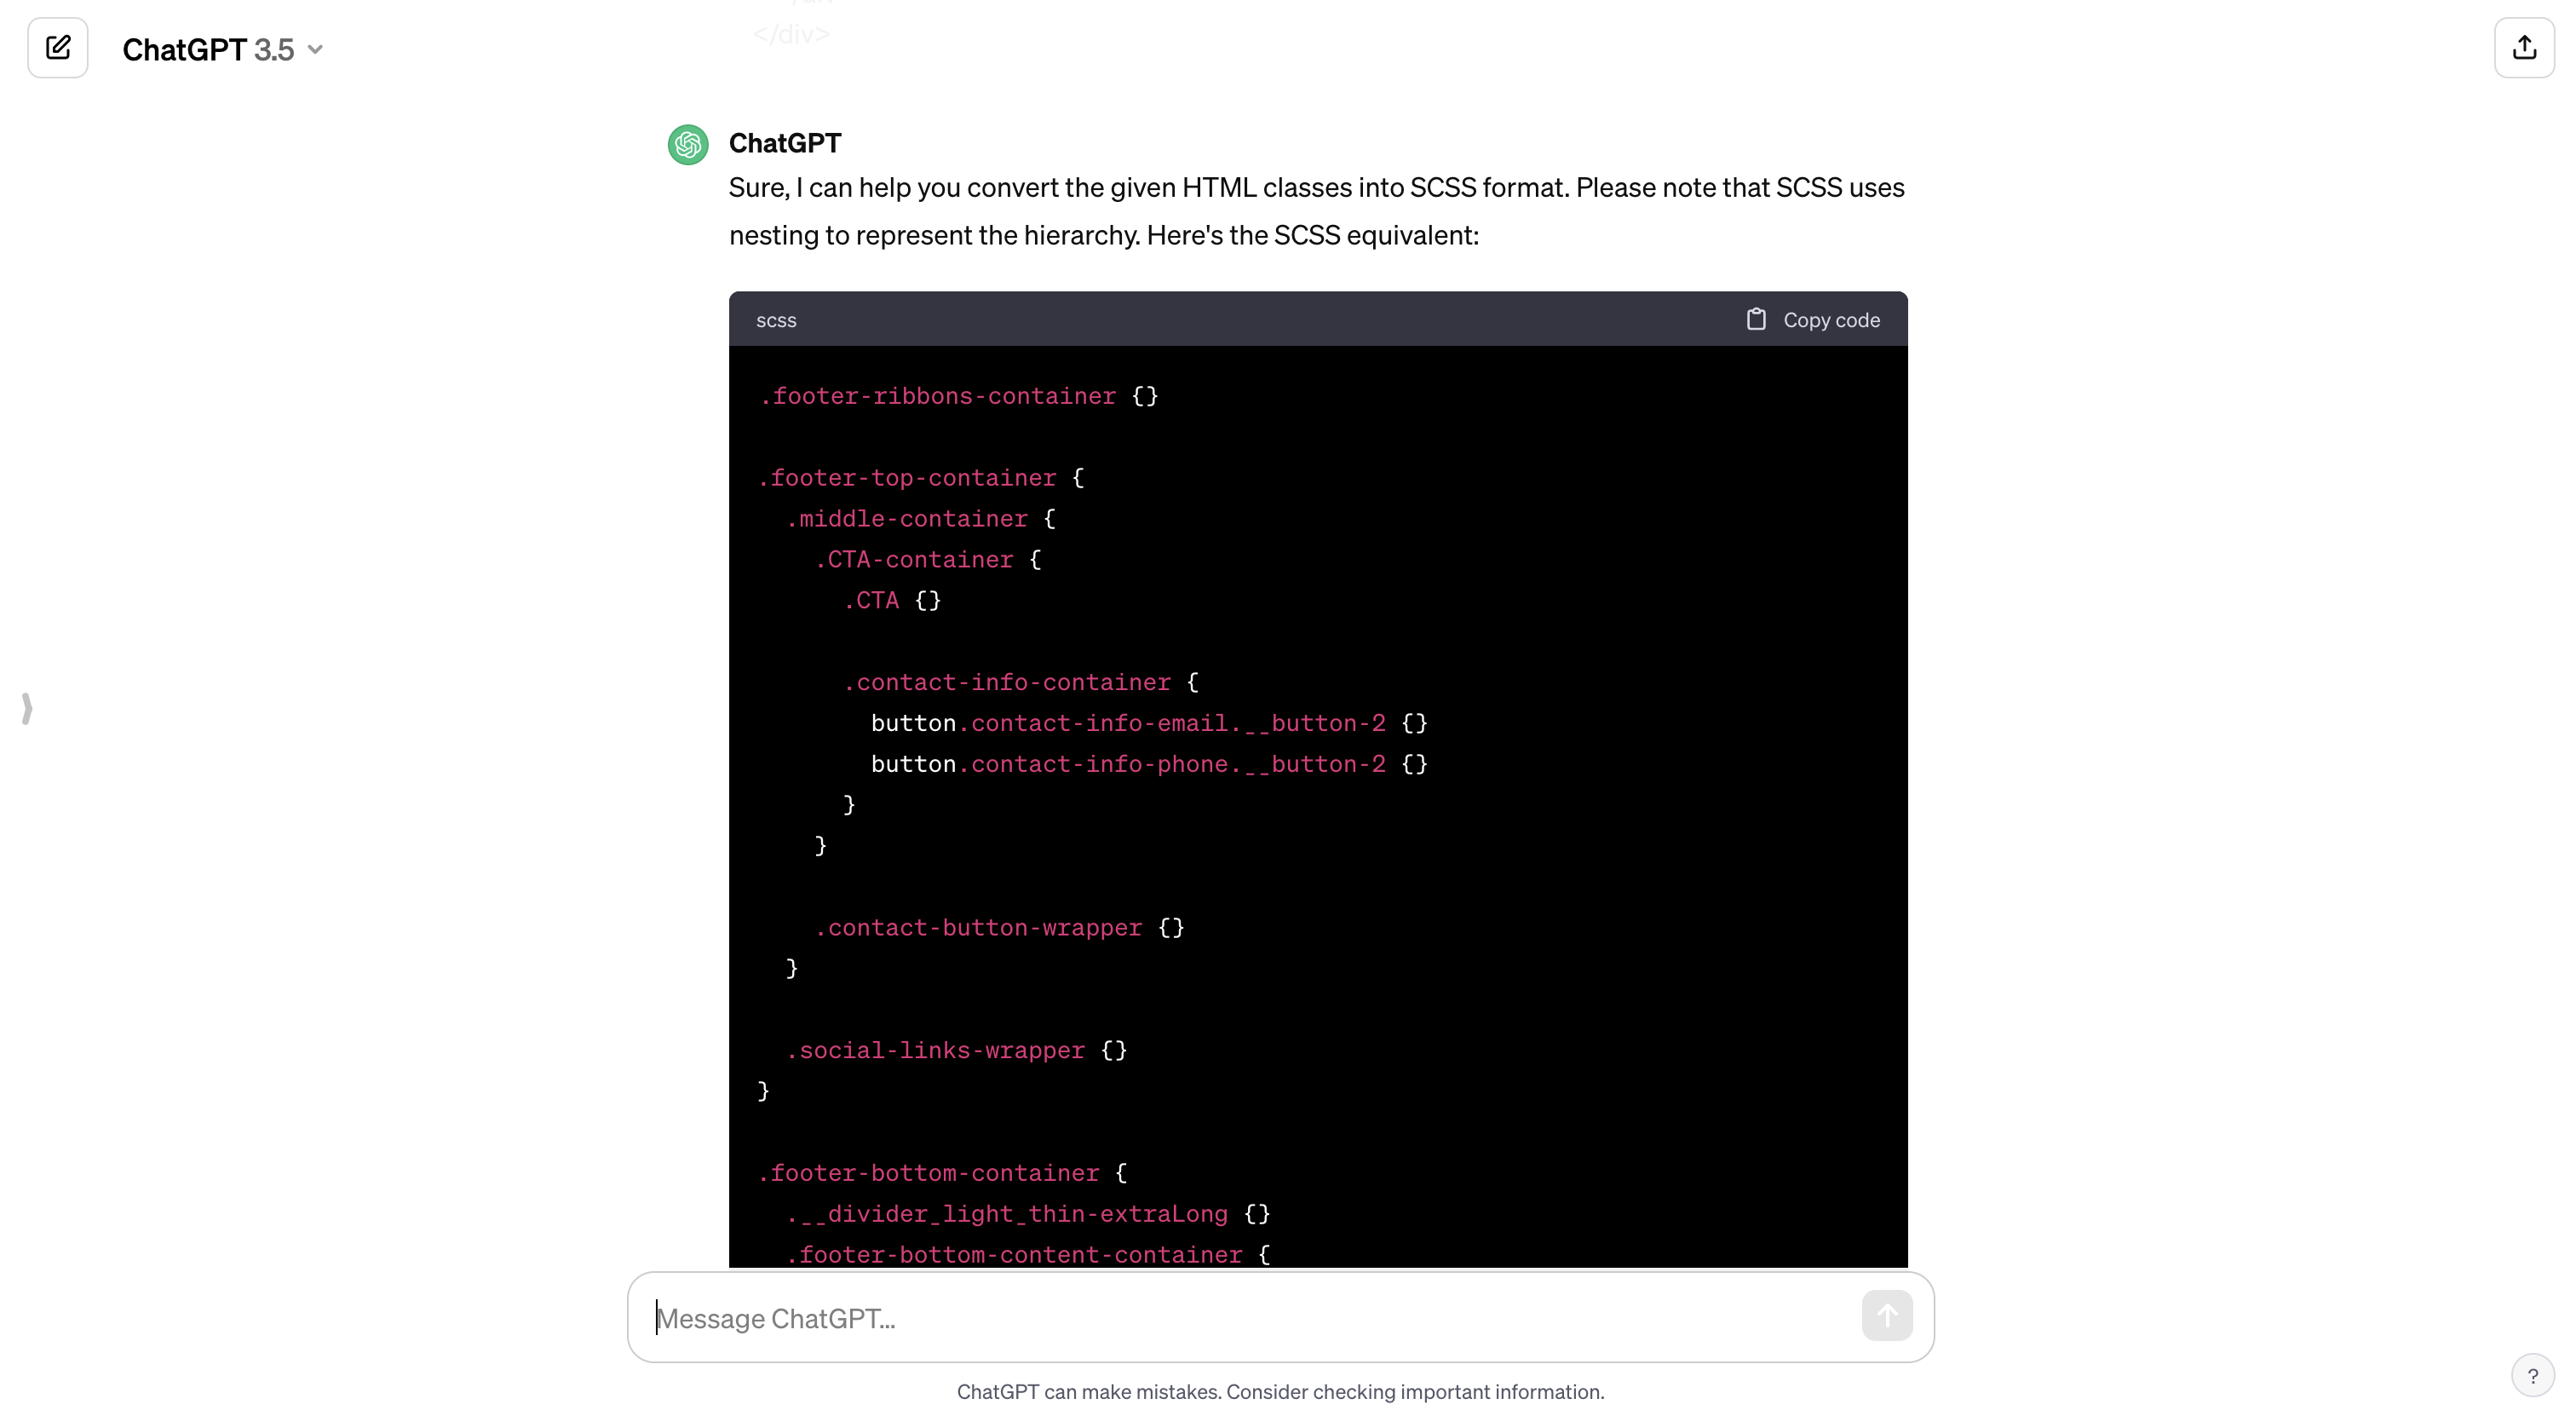 </div>
ChatGPT 3.5
ChatGPT
Sure, I can help you convert the given HTML classes into SCSS format. Please note that SCSS uses
nesting to represent the hierarchy. Here's the SCSS equivalent:
scss
Copy code
.footer-ribbons-container {}
.footer-top-container {
.middle-container {
.CTA-container {
.CTA {}
.contact-info-container {
button.contact-info-email.__button-2 {}
button.contact-info-phone.__button-2 {}
}
}
.contact-button-wrapper {}
}
.social-links-wrapper {}
}
.footer-bottom-container {
.__divider_light_thin-extraLong {}
.footer-bottom-content-container {
Message ChatGPT...
ChatGPT can make mistakes. Consider checking important information.
?